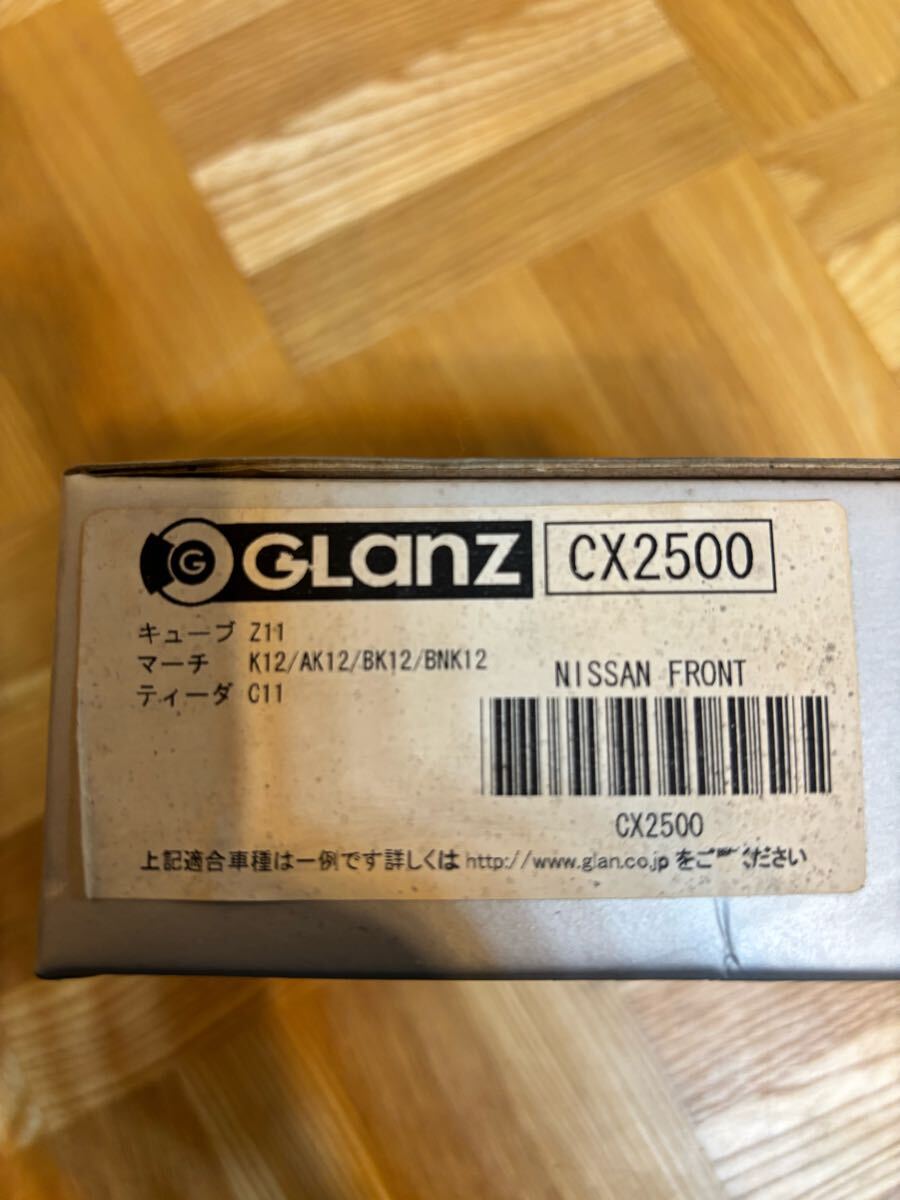 G GLanz CX2500
キューブ Z11
マーチ K12/AK12/BK12/BNK12
ティーダ C11
NISSAN FRONT
CX2500
上記適合車種は一例です詳しくは http://www.glan.co.jp をご ください